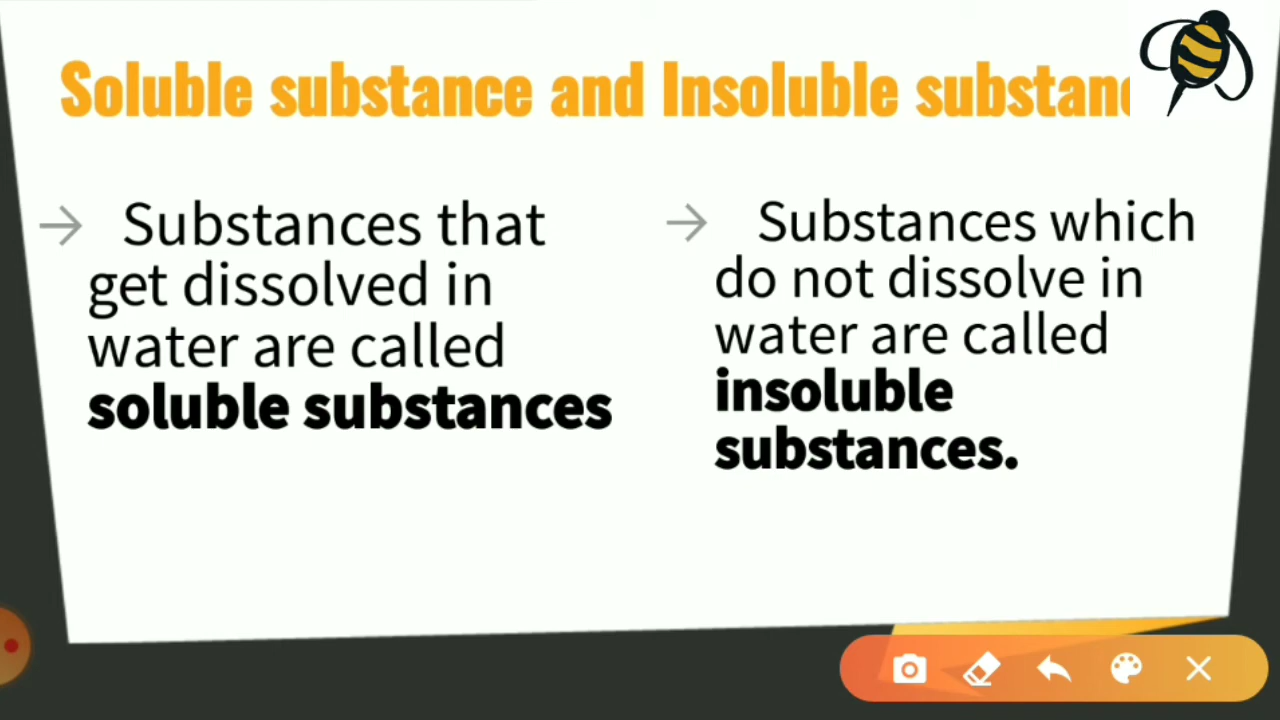 Soluble substance and Insoluble substanc
Substances that
get dissolved in
water are called
soluble substances
Substances which
do not dissolve in
water are called
insoluble
substances.